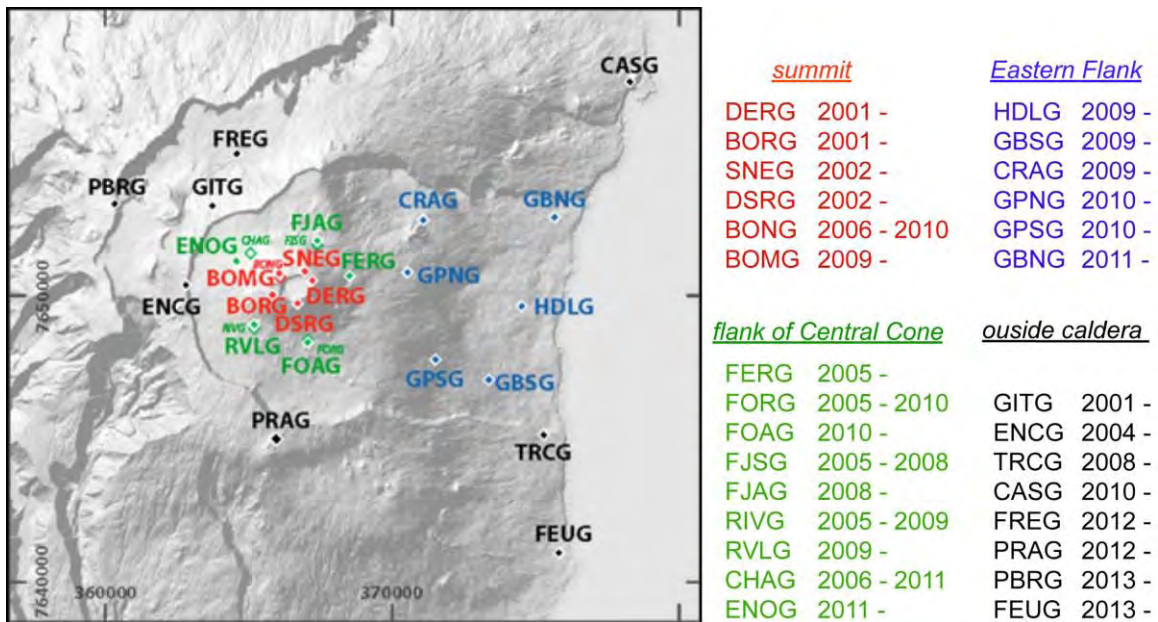 CASG
FREG
PBRG
GITG
CRAG
GBNG
FJAG
CHAG
FJSG
ENOG
SNEG
BONG
FERG
BOMG
GPNG
ENCG
DERG
BORG
HDLG
DSRG
RIVG
RVLG
FORG
FOAG
GPSG
GBSG
PRAG
TRCG
FEUG
7650000
7640000
360000
370000
summit
DERG 2001 -
BORG 2001 -
SNEG 2002 -
DSRG 2002 -
BONG 2006 - 2010
BOMG 2009 -
Eastern Flank
HDLG 2009 -
GBSG 2009 -
CRAG 2009 -
GPNG 2010 -
GPSG 2010 -
GBNG 2011 -
flank of Central Cone
FERG 2005 -
FORG 2005 - 2010
FOAG 2010 -
FJSG 2005 - 2008
FJAG 2008 -
RIVG 2005 - 2009
RVLG 2009 -
CHAG 2006 - 2011
ENOG 2011 -
ouside caldera
GITG 2001 -
ENCG 2004 -
TRCG 2008 -
CASG 2010 -
FREG 2012 -
PRAG 2012 -
PBRG 2013 -
FEUG 2013 -